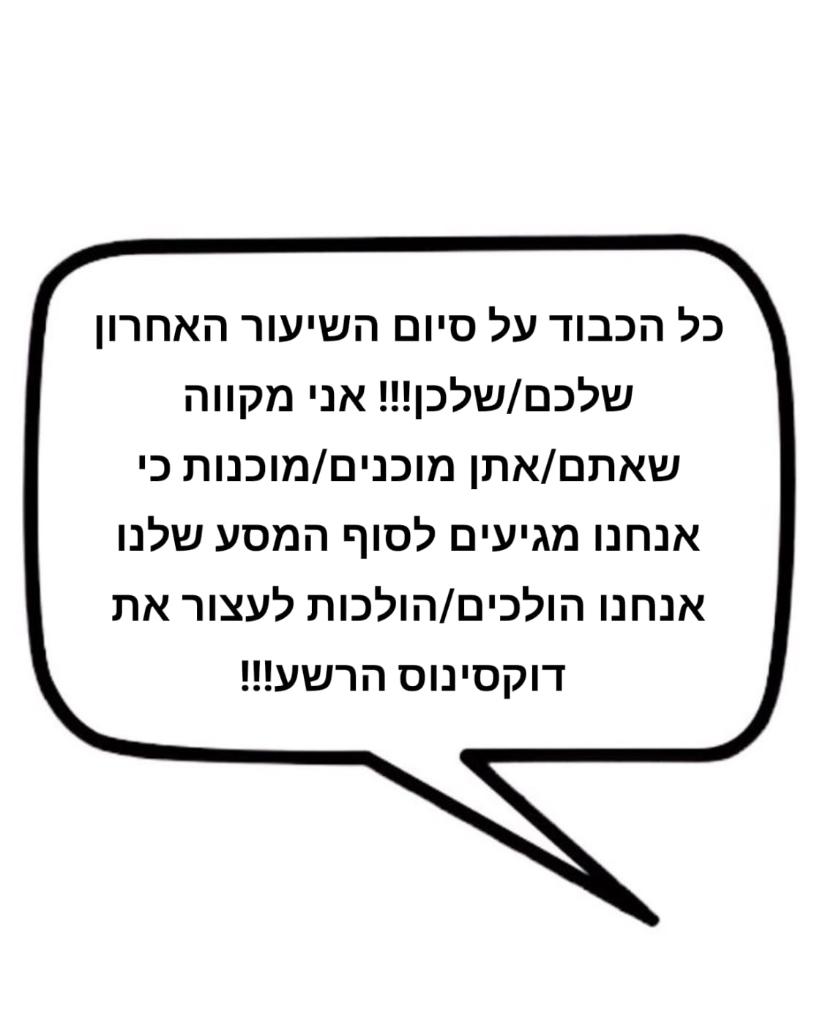 כל הכבוד על סיום השיעור האחרון
שלכם/שלכן!!! אני מקווה
שאתם/אתן מוכנים/מוכנות כי
אנחנו מגיעים לסוף המסע שלנו
אנחנו הולכים/הולכות לעצור את
דוקסינוס הרשע!!!